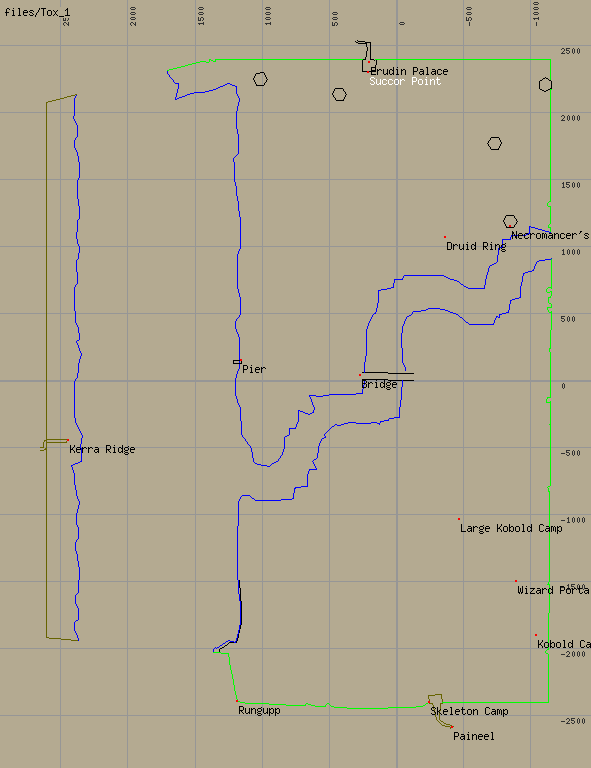 files/Tox_1
1500
1000
500
0
-500
-1000
2500
Erudin Palace
Succor Point
2000
1500
Necromancer's
Druid Ring
1000
500
Pier
0
Bridge
Kerra Ridge
-500
-1000
Large Kobold Camp
-1500
Wizard Porta
Kobold Ca
-2000
Rungupp
Skeleton Camp
-2500
Paineel